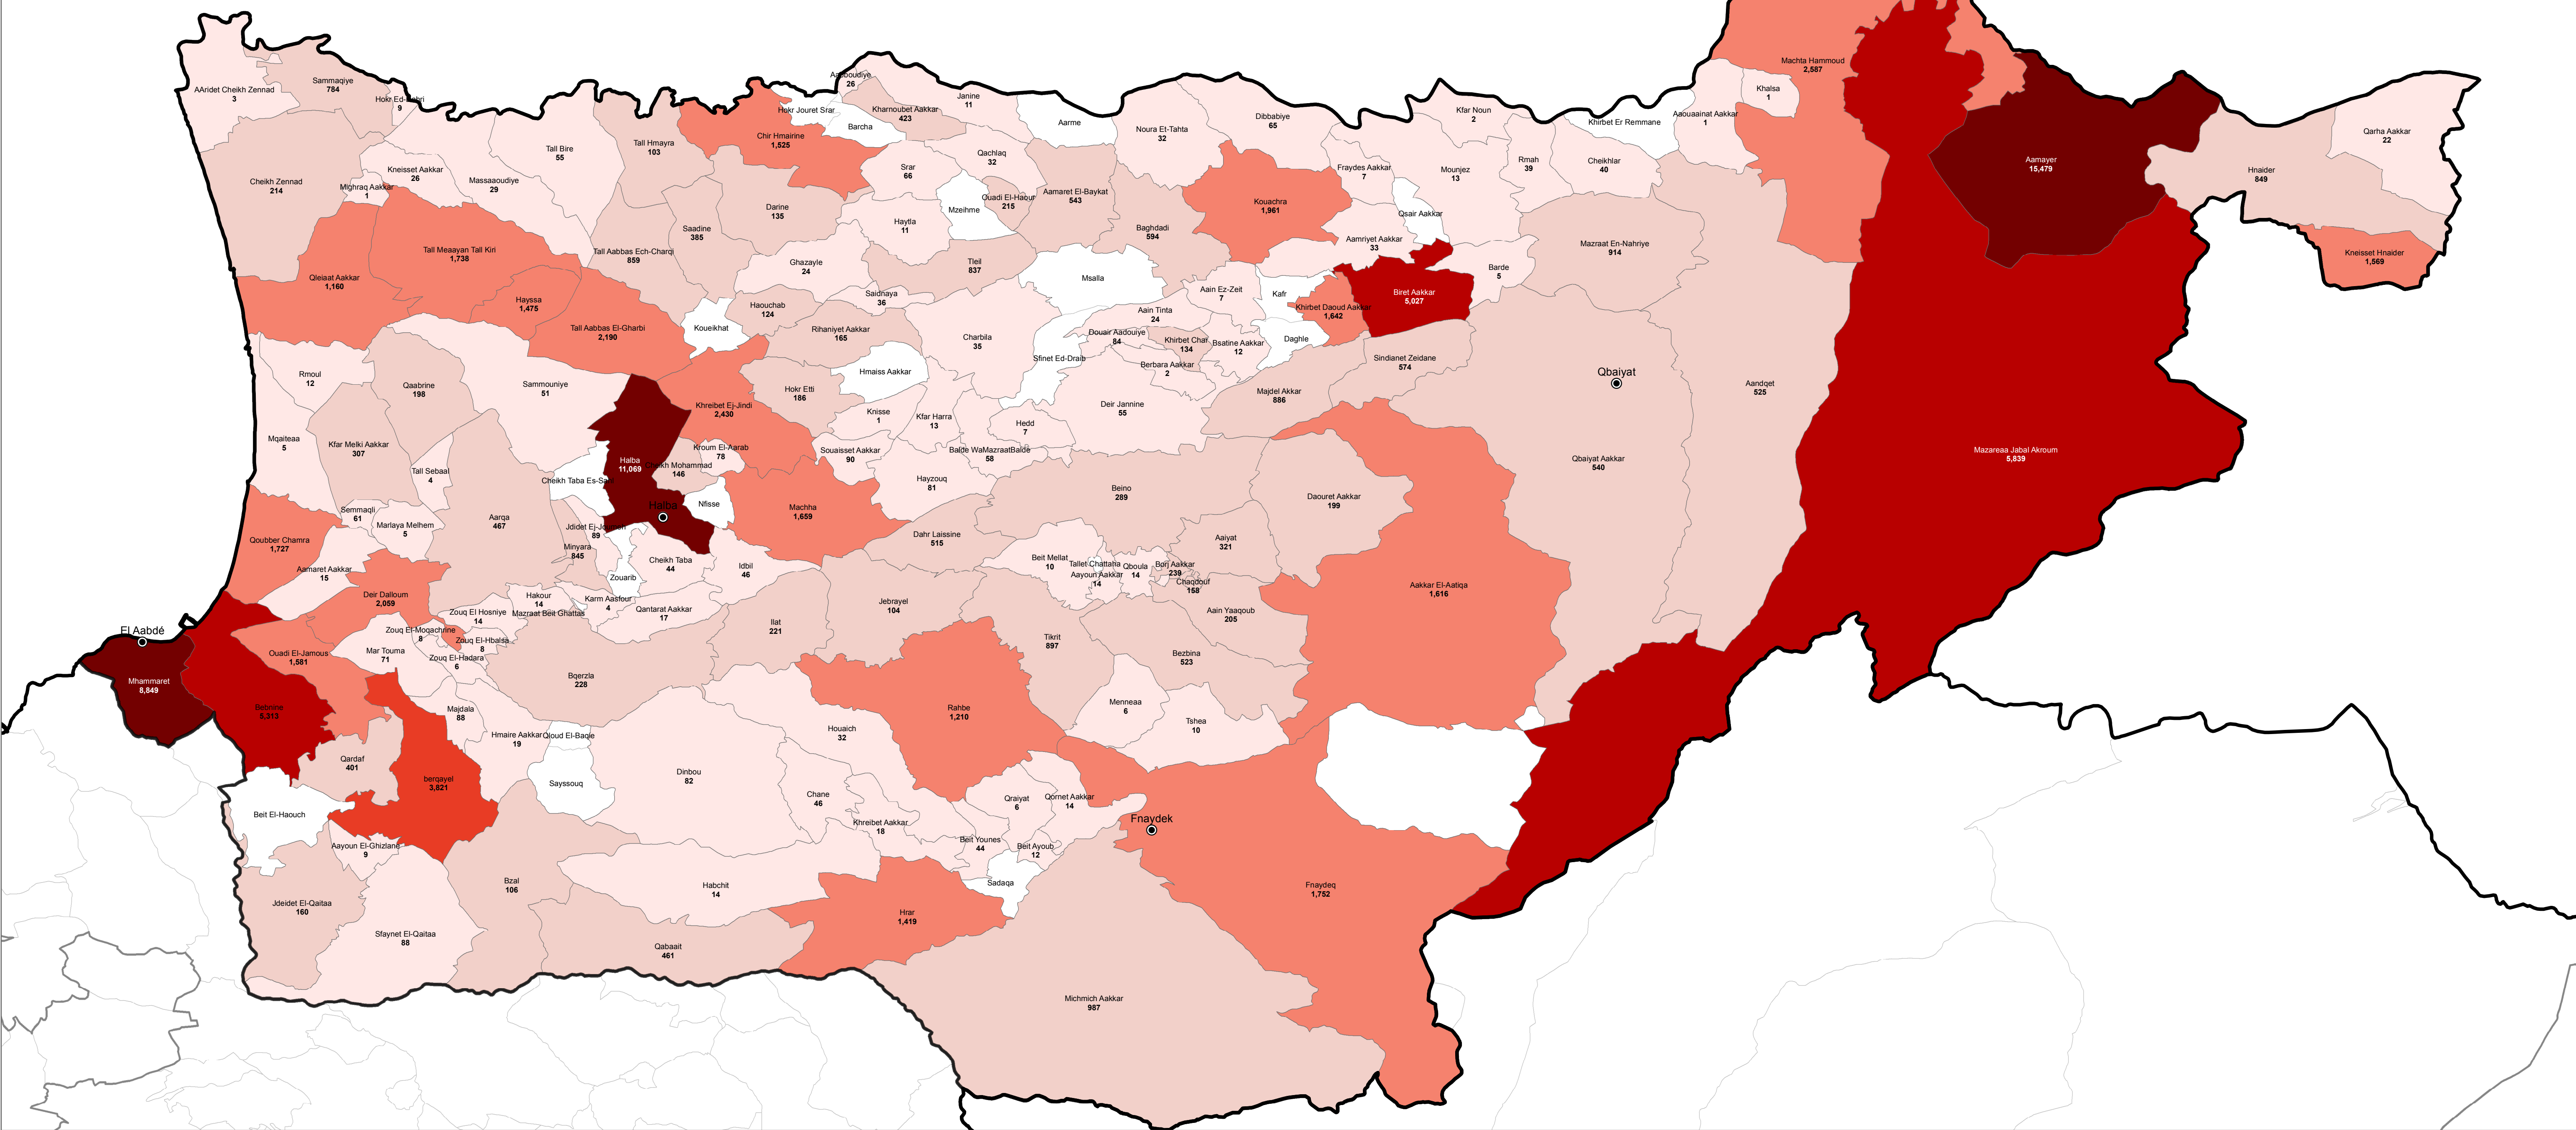 AAridet Cheikh Zennad
3
Sammaqiye
784
9
Cheikh Zennad
214
Mighraq Aakkar
1
Kneisset Aakkar
26
Massaaoudiye
29
Tall Bire
55
Tall Hmayra
103
Chir Hmairine
1,525
Hokr Jouret Srar
26
Barcha
Kharnoubet Aakkar
423
Janine
11
Aarme
Noura Et-Tahta
32
Dibbabiye
65
Kfar Noun
2
Khirbet Er Remmane
Aaouaainat Aakkar
1
Khalsa
1
Machta Hammoud
2,587
Aamayer
15,479
Hnaider
849
Qarha Aakkar
22
Kneisset Hnaider
1,569
Qleiaat Aakkar
1,160
Tall Meaayan Tall Kiri
1,738
Hayssa
1,475
Tall Aabbas Ech-Charqi
859
Saadine
385
Darine
135
Srar
66
Qachlaq
32
Mzeihme
Ouadi El-Haour
215
Haytla
11
Aamaret El-Baykat
543
Baghdadi
594
Kouachra
1,961
Fraydes Aakkar
7
Mounjez
13
Rmah
39
Cheikhlar
40
Qsair Aakkar
Aamriyet Aakkar
33
Mazraat En-Nahriye
914
Barde
5
Biret Aakkar
5,027
Khirbet Daoud Aakkar
1,642
Kafr
Daghle
Aain Ez-Zeit
7
Msalla
Tleil
837
Ghazayle
24
Saidnaya
36
Haouchab
124
Koueikhat
Tall Aabbas El-Gharbi
2,190
Rihaniyet Aakkar
165
Charbila
35
Aain Tinta
24
Douair Aadouiye
84
Khirbet Char
134
Bsatine Aakkar
12
Berbara Aakkar
2
Sfinet Ed-Draib
Sindianet Zeidane
574
Majdel Akkar
886
Qbaiyat
Aandqet
525
Mazareaa Jabal Akroum
5,839
Qbaiyat Aakkar
540
Rmoul
12
Qaabrine
198
Sammouniye
51
Khreibet Ej-Jindi
2,430
Hokr Etti
186
Hmaiss Aakkar
Knisse
1
Kfar Harra
13
Hedd
7
Deir Jannine
55
Mqaiteaa
5
Kfar Melki Aakkar
307
Tall Sebaal
4
Halba
11,069
Kroum El-Aarab
78
146
Souaisset Aakkar
90
Balde WaMazraatBalde
58
Hayzouq
81
Beino
289
Daouret Aakkar
199
Nfisse
Halba
Machha
1,659
Semmaqli
61
Marlaya Melhem
5
Aarqa
467
89
Minyara
845
Cheikh Taba
44
Idbil
46
Dahr Laissine
515
Aaiyat
321
Qoubber Chamra
1,727
Aamaret Aakkar
15
Deir Dalloum
2,059
Zouarib
Hakour
14
Karm Aasfour
4
Mazraat Beit Ghattas
Qantarat Aakkar
17
Beit Mellat
10
Tallet Chattaha
Aayoun Aakkar
14
Qboula
14
Borj Aakkar
239
Chaqdouf
158
Aakkar El-Aatiqa
1,616
Jebrayel
104
Ilat
221
Aain Yaaqoub
205
Zouq El Hosniye
14
Zouq El-Moqachrine
8
Zouq El-Hbalsa
8
Zouq El-Hadara
6
El Aabdé
Mhammaret
8,849
Ouadi El-Jamous
1,581
Mar Touma
71
Bqerzla
228
Tikrit
897
Bezbina
523
Bebnine
5,313
Majdala
88
Hmaire Aakkar
19
Qloud El-Baqie
Houaich
32
Rahbe
1,210
Menneaa
6
Tshea
10
Qardaf
401
berqayel
3,821
Sayssouq
Dinbou
82
Chane
46
Khreibet Aakkar
18
Qraiyat
6
Qornet Aakkar
14
Fnaydek
Beit El-Haouch
Aayoun El-Ghizlane
9
Beit Younes
44
Beit Ayoub
12
Sadaqa
Jdeidet El-Qaitaa
160
Sfaynet El-Qaitaa
88
Bzal
106
Habchit
14
Hrar
1,419
Qabaait
461
Fnaydeq
1,752
Michmich Aakkar
987